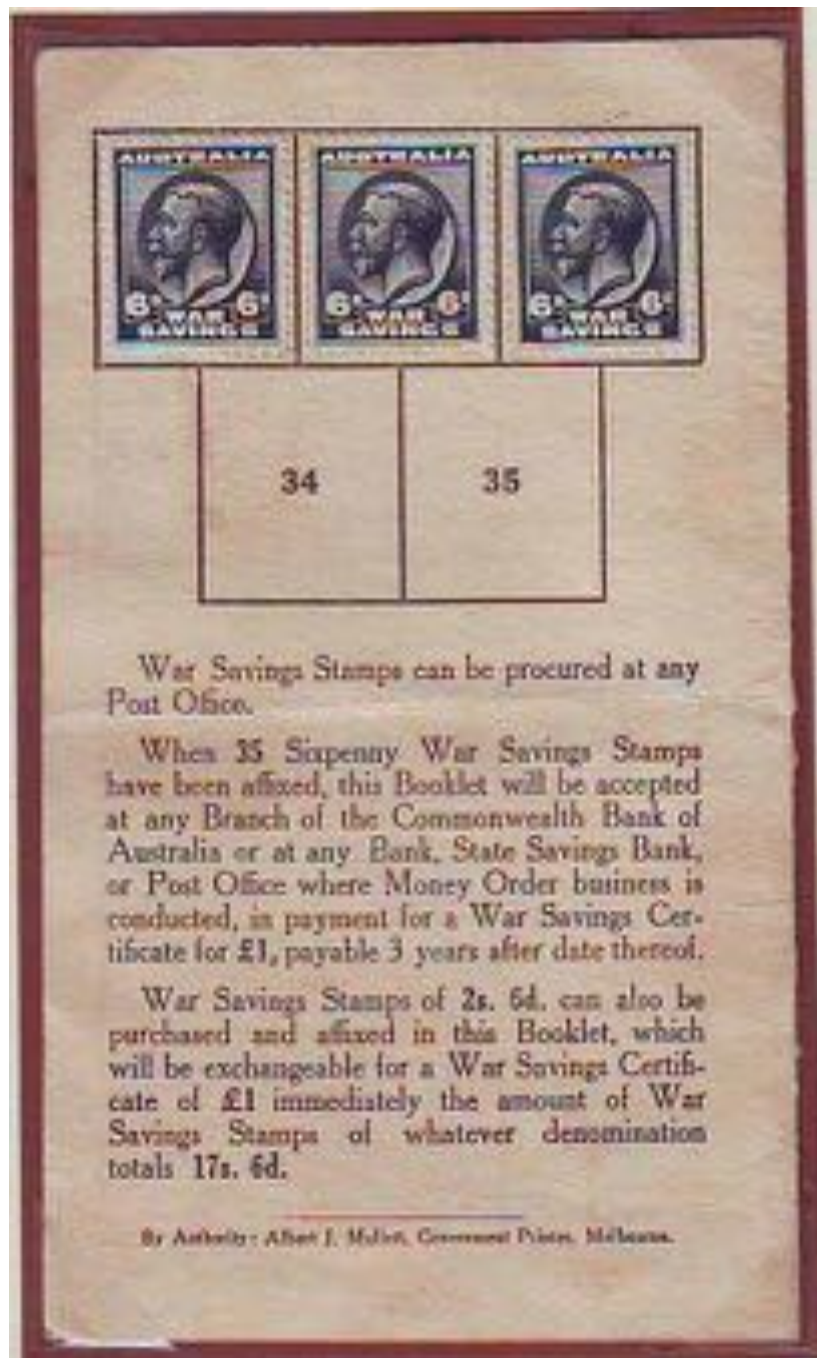 AUSTRALIA AUSTRALIA AUSTRALIA
6D 6D 6D 6D 6D 6D
WAR WAR WAR
SAVINGS SAVINGS SAVINGS
34 35
War Savings Stamps can be procured at any
Post Office.
When 35 Sixpenny War Savings Stamps
have been affixed, this Booklet will be accepted
at any Branch of the Commonwealth Bank of
Australia or at any Bank, State Savings Bank,
or Post Office where Money Order business is
conducted, in payment for a War Savings Cer-
tificate for £1, payable 3 years after date thereof.
War Savings Stamps of 2s. 6d. can also be
purchased and affixed in this Booklet, which
will be exchangeable for a War Savings Certifi-
cate of £1 immediately the amount of War
Savings Stamps of whatever denomination
totals 17s. 6d.
By Authority: Albert J. Mullett, Government Printer, Melbourne.